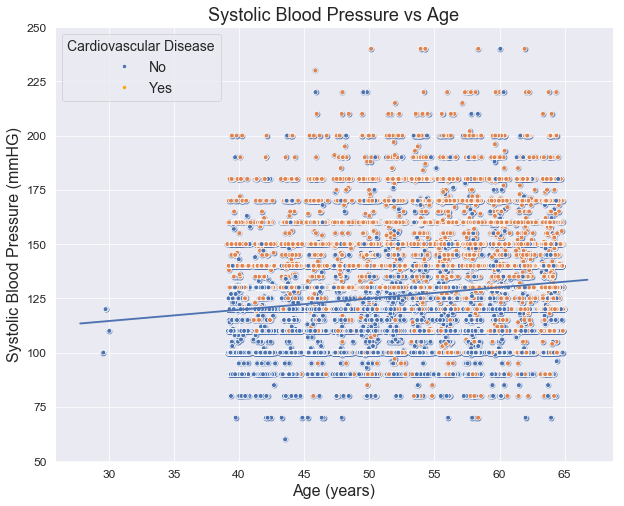 Systolic Blood Pressure vs Age
Cardiovascular Disease
No
Yes
Systolic Blood Pressure (mmHG)
250
225
200
175
150
125
100
75
50
30
35
40
45
50
55
60
65
Age (years)